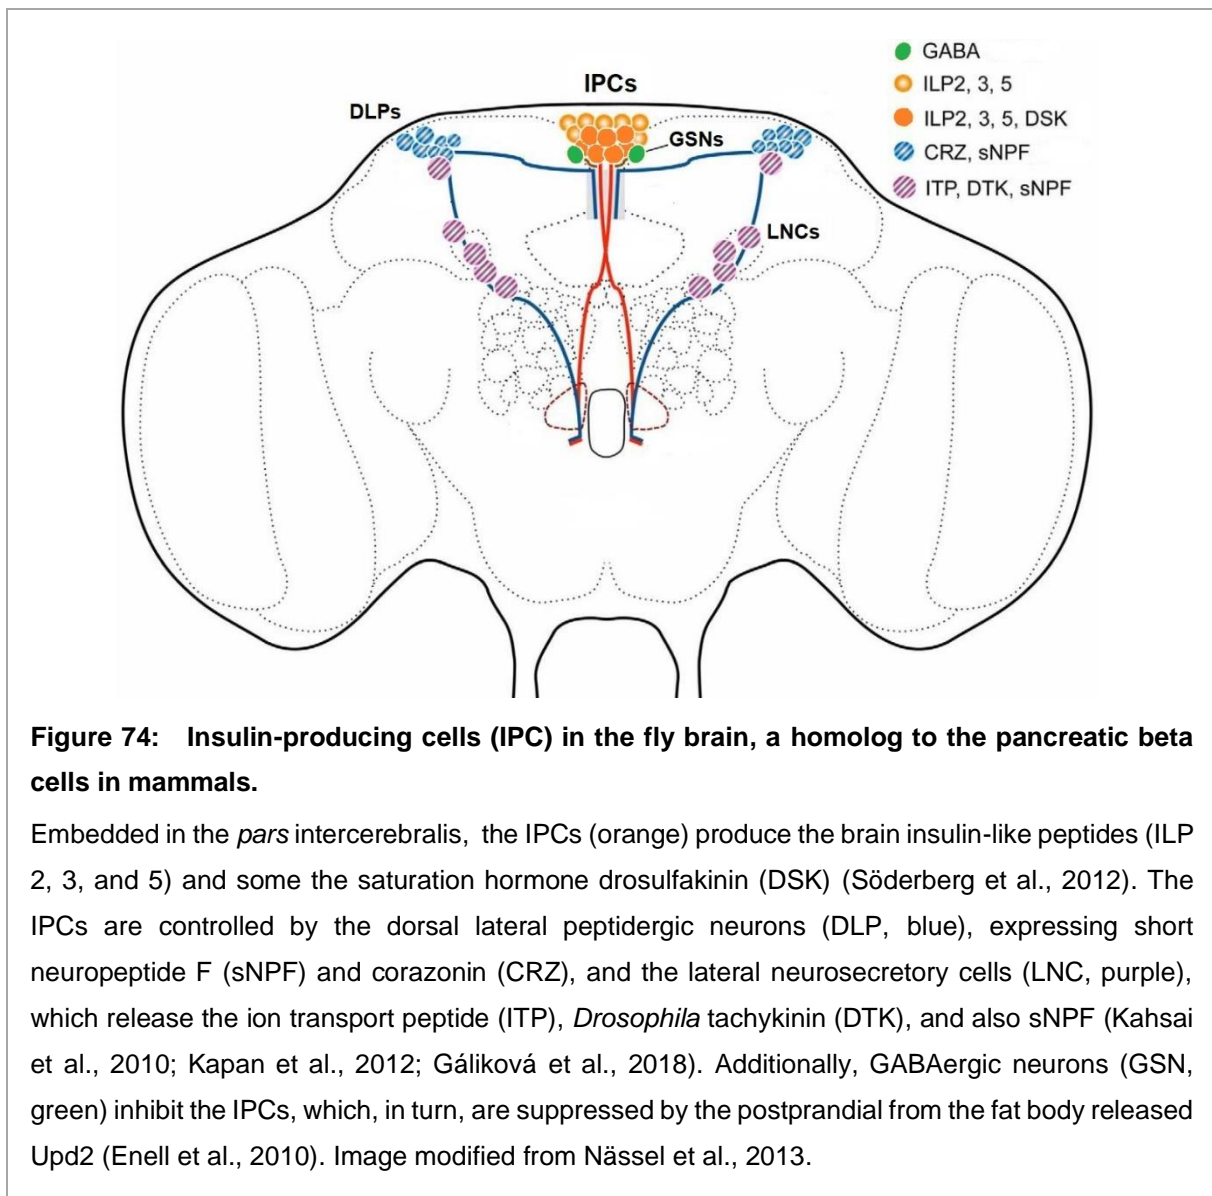 GABA
IPCs
ILP2, 3, 5
DLPs
ILP2, 3, 5, DSK
GSNs
CRZ, sNPF
ITP, DTK, sNPF
LNCs
Figure 74: Insulin-producing cells (IPC) in the fly brain, a homolog to the pancreatic beta
cells in mammals.
Embedded in the pars intercerebralis, the IPCs (orange) produce the brain insulin-like peptides (ILP
2, 3, and 5) and some the saturation hormone drosulfakinin (DSK) (Söderberg et al., 2012). The
IPCs are controlled by the dorsal lateral peptidergic neurons (DLP, blue), expressing short
neuropeptide F (sNPF) and corazonin (CRZ), and the lateral neurosecretory cells (LNC, purple),
which release the ion transport peptide (ITP), Drosophila tachykinin (DTK), and also sNPF (Kahsai
et al., 2010; Kapan et al., 2012; Gáliková et al., 2018). Additionally, GABAergic neurons (GSN,
green) inhibit the IPCs, which, in turn, are suppressed by the postprandial from the fat body released
Upd2 (Enell et al., 2010). Image modified from Nässel et al., 2013.